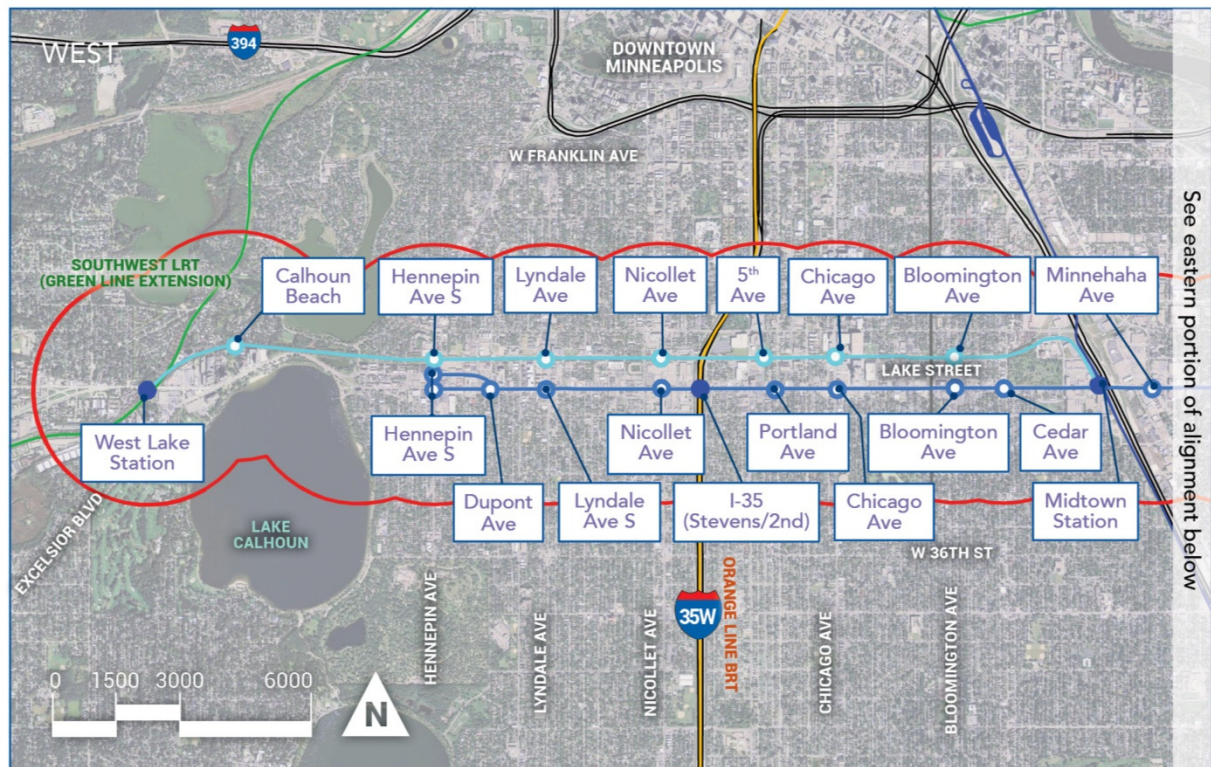 WEST
394
DOWNTOWN
MINNEAPOLIS
W FRANKLIN AVE
SOUTHWEST LRT
(GREEN LINE EXTENSION)
Calhoun
Beach
Hennepin
Ave S
Lyndale
Ave
Nicollet
Ave
5th
Ave
Chicago
Ave
Bloomington
Ave
Minnehaha
Ave
LAKE STREET
West Lake
Station
Hennepin
Ave S
Dupont
Ave
Lyndale
Ave S
Nicollet
Ave
I-35
(Stevens/2nd)
Portland
Ave
Chicago
Ave
Bloomington
Ave
Cedar
Ave
Midtown
Station
See eastern portion of alignment below
EXCELSIOR BLVD
LAKE
CALHOUN
W 36TH ST
HENNEPIN AVE
LYNDALE AVE
NICOLLET AVE
35W
ORANGE LINE BRT
CHICAGO AVE
BLOOMINGTON AVE
0 1500 3000 6000
N